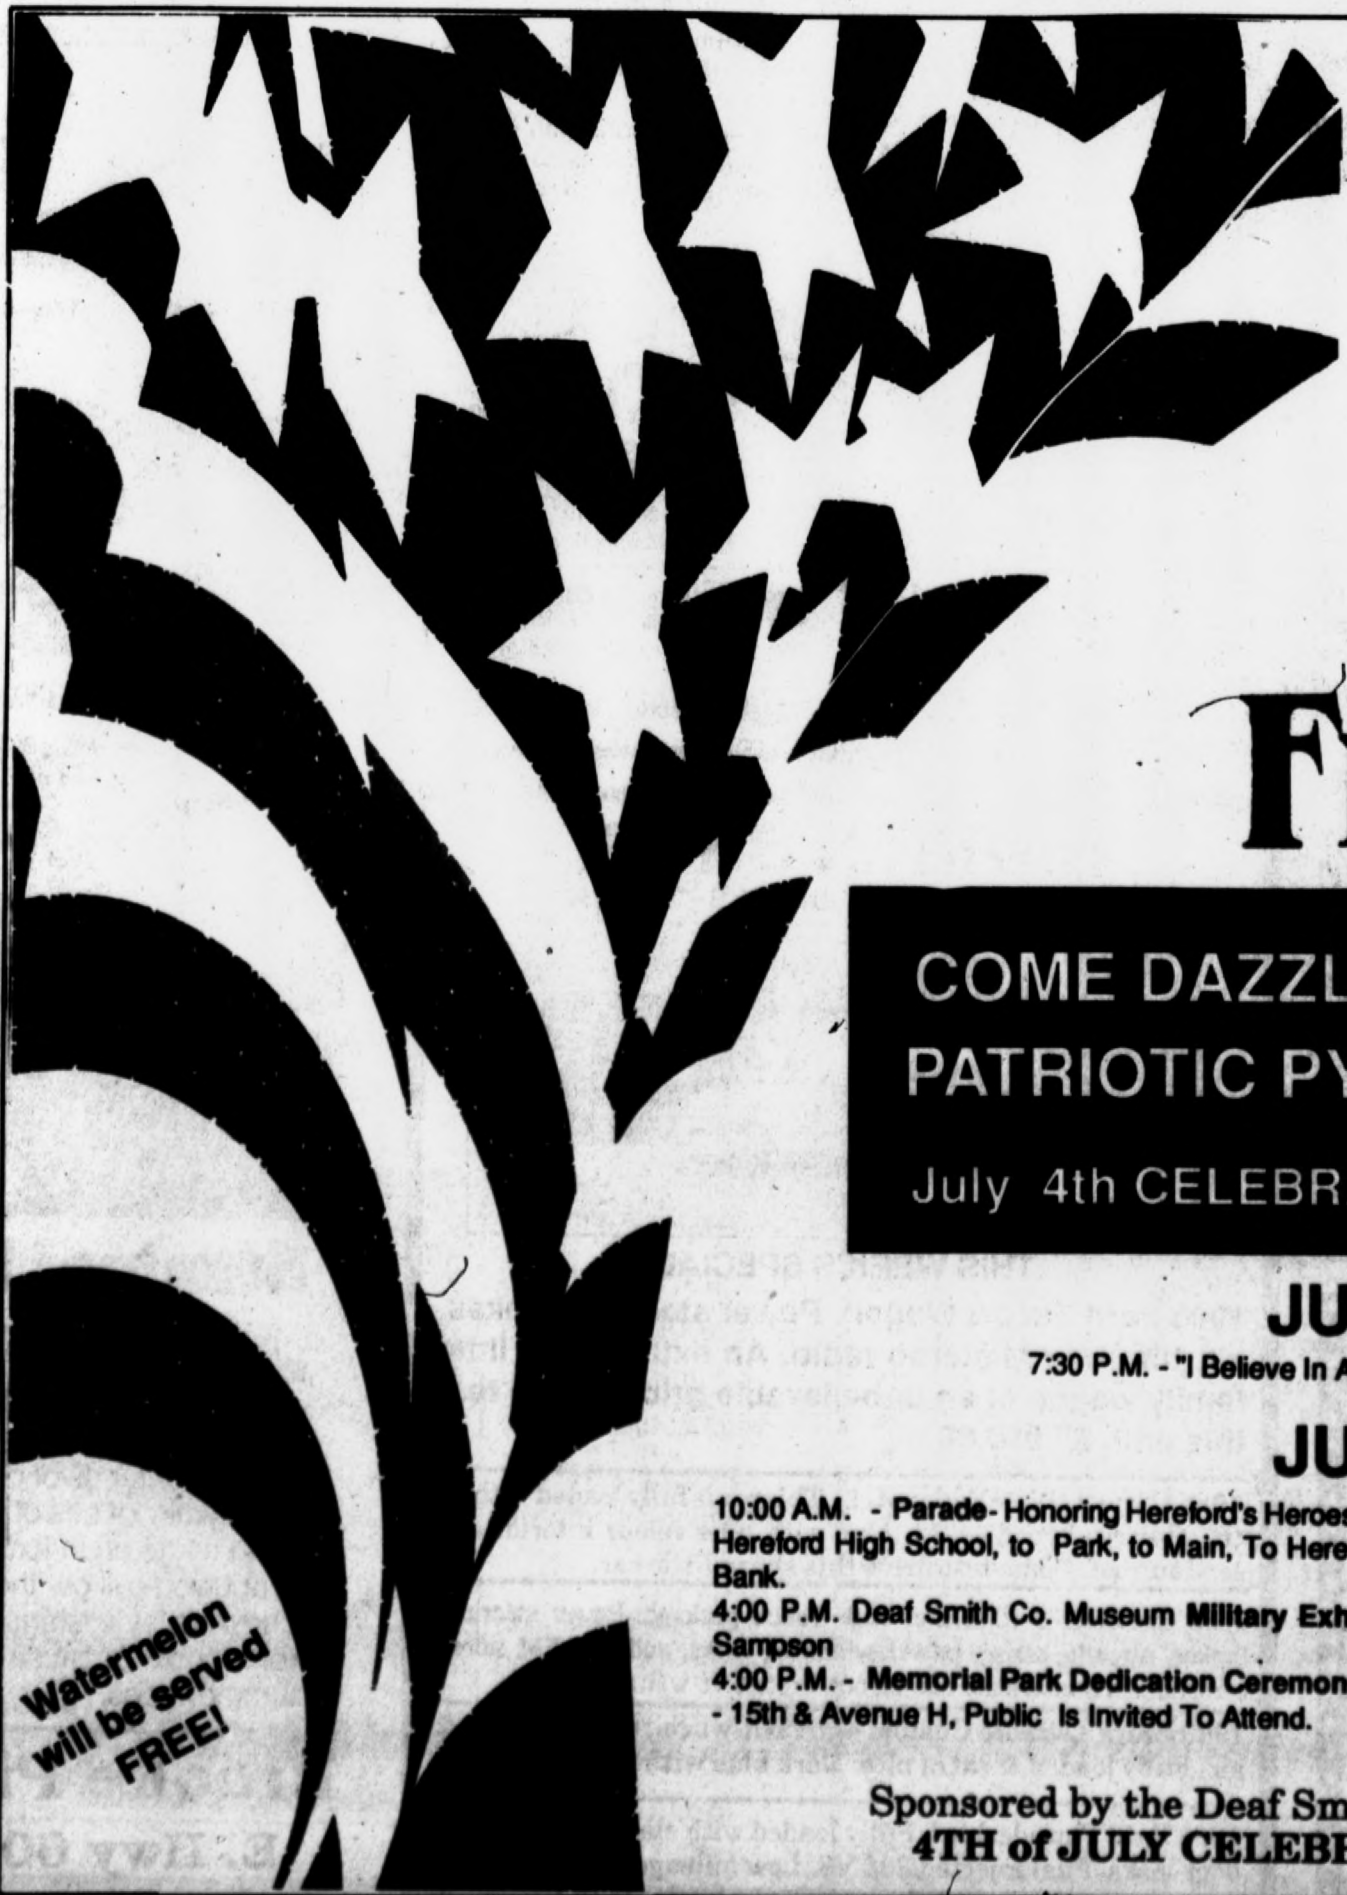 F
COME DAZZL
PATRIOTIC PY
July 4th CELEBR
JU
7:30 P.M. - "I Believe In A
JU
10:00 A.M. - Parade- Honoring Hereford's Heroes
Hereford High School, to Park, to Main, To Here
Bank.
4:00 P.M. Deaf Smith Co. Museum Military Exh
Sampson
4:00 P.M. - Memorial Park Dedication Ceremon
- 15th & Avenue H, Public Is Invited To Attend.
Watermelon
will be served
FREE!
Sponsored by the Deaf Sm
4TH of JULY CELEBR